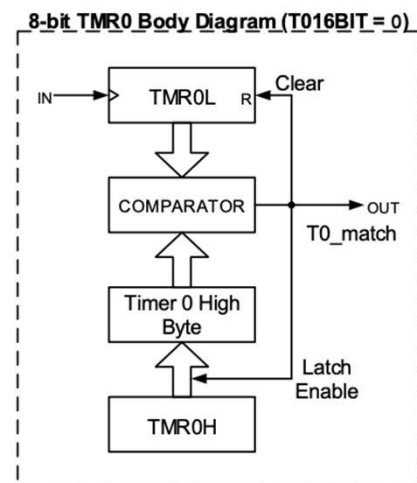 8-bit TMR0 Body Diagram (T016BIT = 0)
Clear
IN
TMR0L
R
COMPARATOR
OUT
T0_match
Timer 0 High
Byte
Latch
Enable
TMR0H